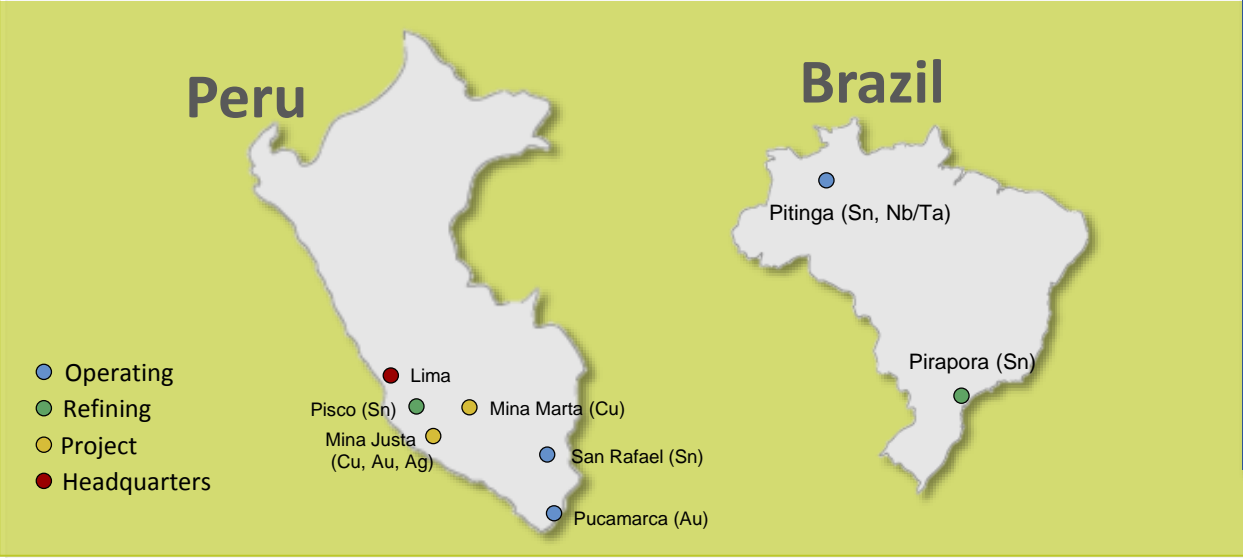 Peru
Brazil
Pitinga (Sn, Nb/Ta)
Pirapora (Sn)
Operating
Refining
Project
Headquarters
Lima
Pisco (Sn)
Mina Marta (Cu)
Mina Justa
(Cu, Au, Ag)
San Rafael (Sn)
Pucamarca (Au)